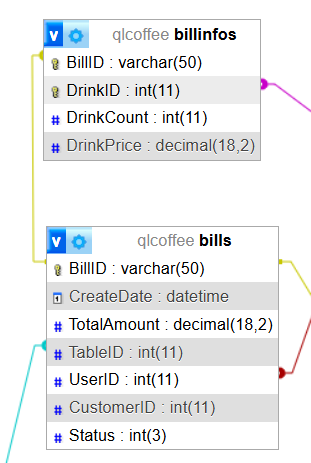 v qlcoffee billinfos
BillID : varchar(50)
DrinkID : int(11)
# DrinkCount : int(11)
# DrinkPrice : decimal(18,2)
v qlcoffee bills
BillID : varchar(50)
CreateDate : datetime
# TotalAmount : decimal(18,2)
# TableID : int(11)
# UserID : int(11)
# CustomerID : int(11)
# Status : int(3)